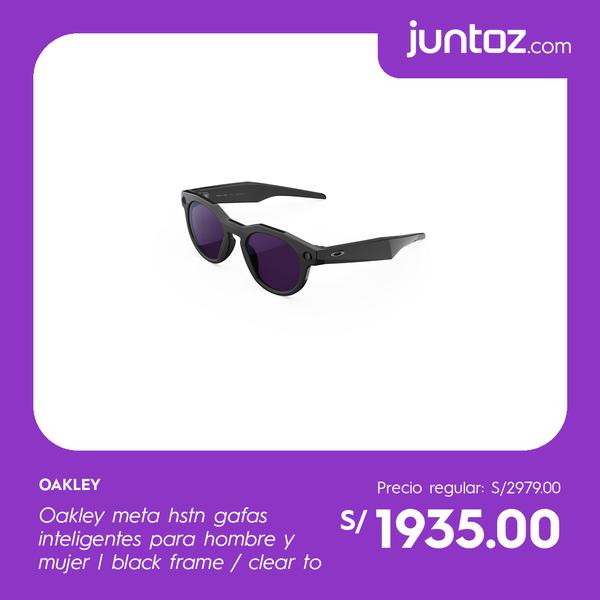 juntoz.com
OAKLEY
Oakley meta hstn gafas
inteligentes para hombre y
mujer | black frame / clear to
Precio regular: S/2979.00
S/ 1935.00